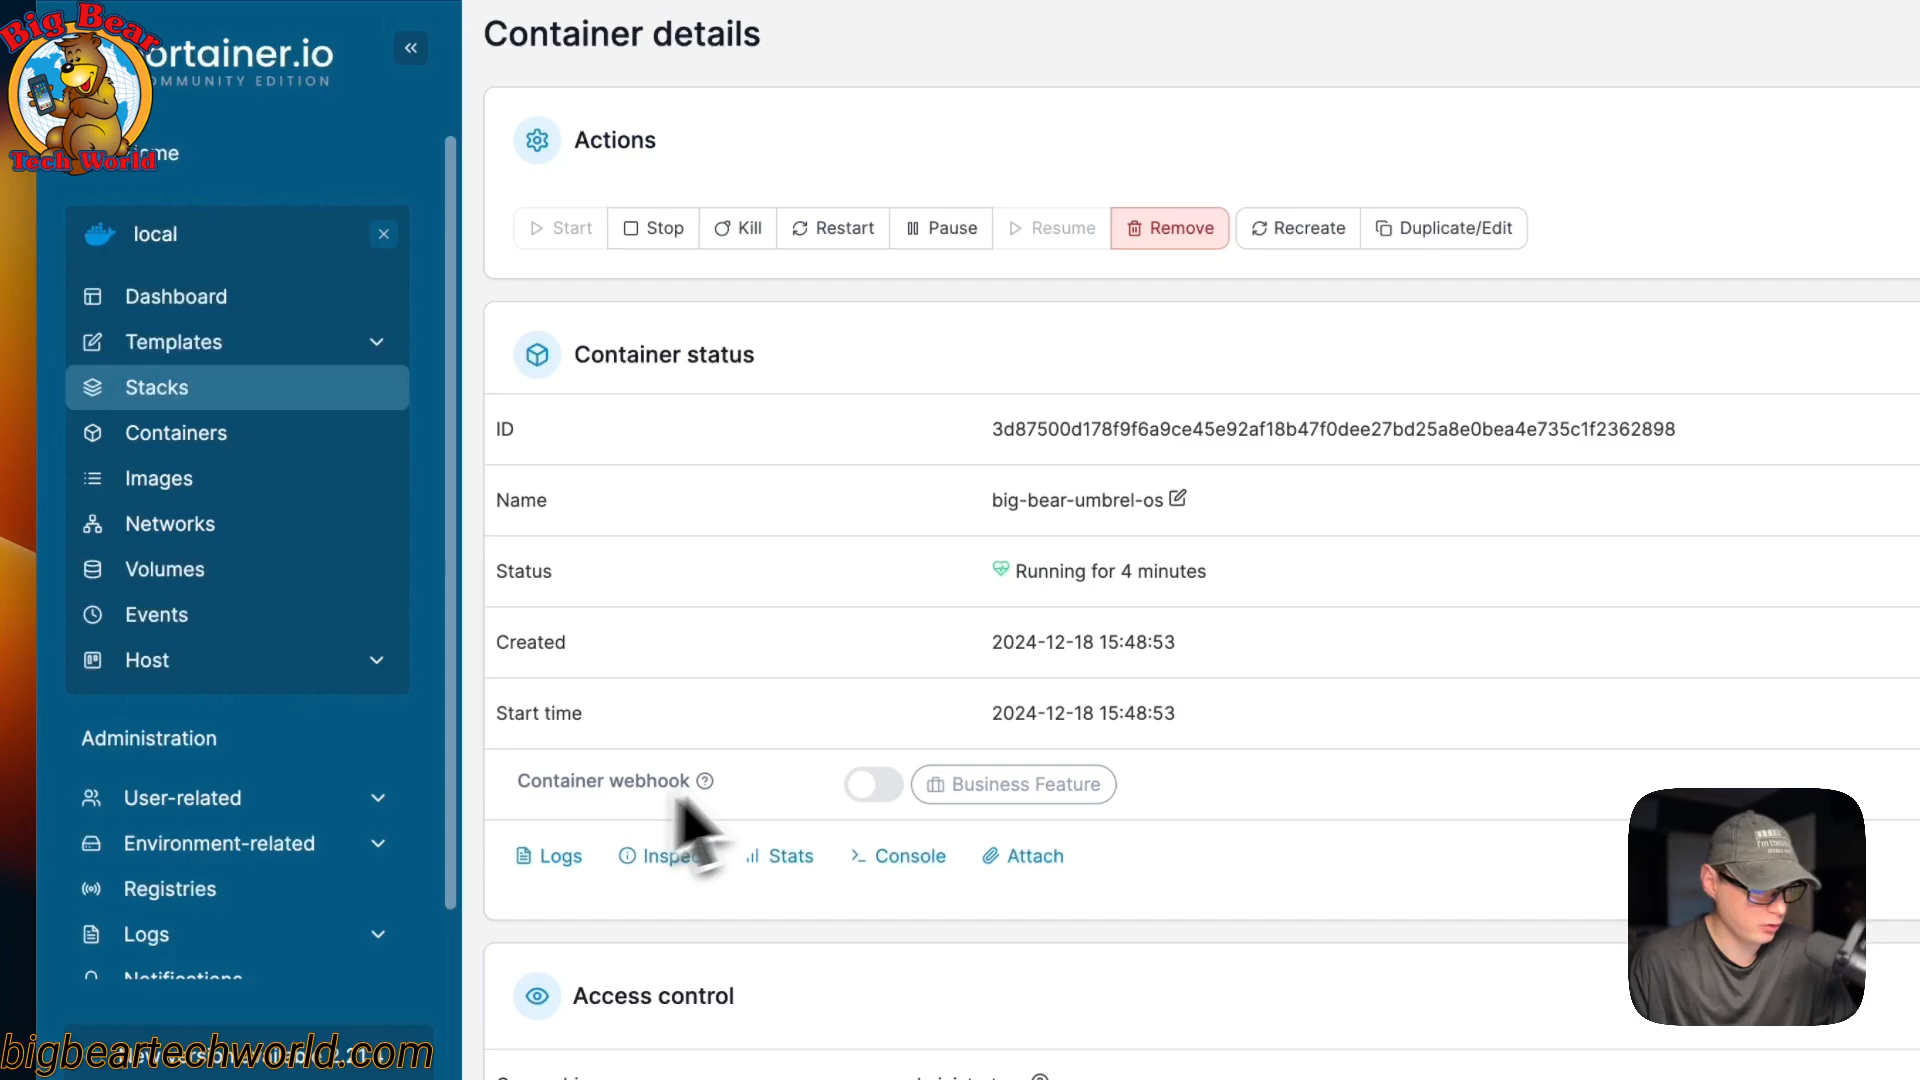 Big Bear
Tech World
ortainer.io
OMMUNITY EDITION
Container details
Actions
Start
Stop
Kill
Restart
Pause
Resume
Remove
Recreate
Duplicate/Edit
local
Dashboard
Templates
Stacks
Containers
Images
Networks
Volumes
Events
Host
Administration
User-related
Environment-related
Registries
Logs
Notifications
bigbeartechworld.com
Container status
ID 3d87500d178f9f6a9ce45e92af18b47f0dee27bd25a8e0bea4e735c1f2362898
Name big-bear-umbrel-os
Status Running for 4 minutes
Created 2024-12-18 15:48:53
Start time 2024-12-18 15:48:53
Container webhook Business Feature
Logs Inspec Stats Console Attach
Access control